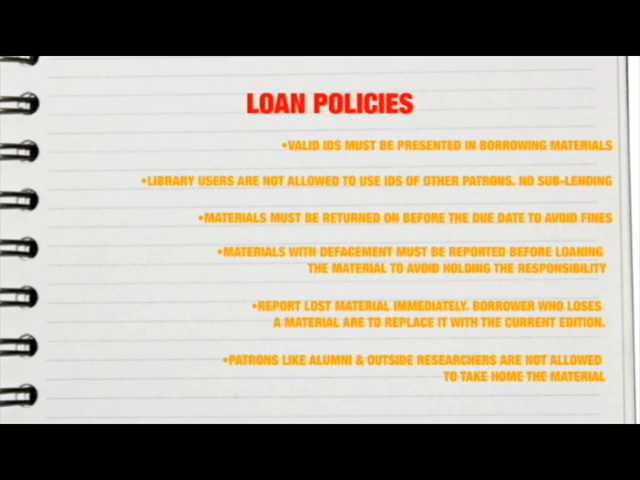 LOAN POLICIES
•VALID IDS MUST BE PRESENTED IN BORROWING MATERIALS
•LIBRARY USERS ARE NOT ALLOWED TO USE IDS OF OTHER PATRONS. NO SUB-LENDING
•MATERIALS MUST BE RETURNED ON BEFORE THE DUE DATE TO AVOID FINES
•MATERIALS WITH DEFACEMENT MUST BE REPORTED BEFORE LOANING
THE MATERIAL TO AVOID HOLDING THE RESPONSIBILITY
•REPORT LOST MATERIAL IMMEDIATELY. BORROWER WHO LOSES
A MATERIAL ARE TO REPLACE IT WITH THE CURRENT EDITION.
•PATRONS LIKE ALUMNI & OUTSIDE RESEARCHERS ARE NOT ALLOWED
TO TAKE HOME THE MATERIAL